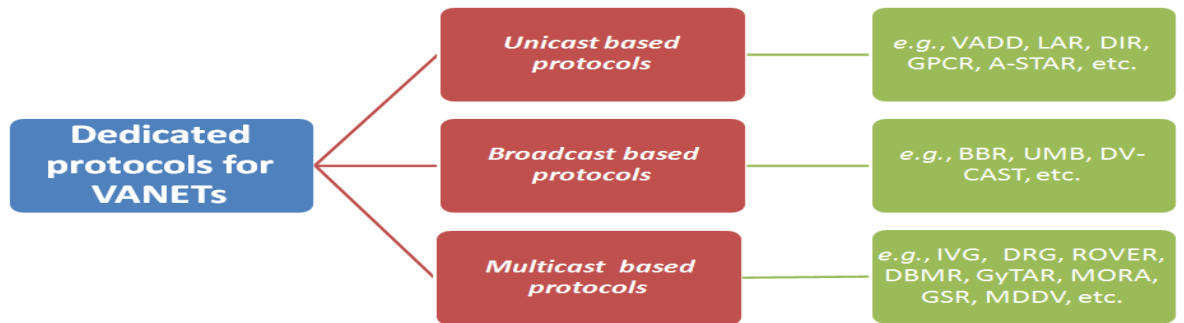 Dedicated
protocols for
VANETs
Unicast based
protocols
e.g., VADD, LAR, DIR,
GPCR, A-STAR, etc.
Broadcast based
protocols
e.g., BBR, UMB, DV-
CAST, etc.
Multicast based
protocols
e.g., IVG, DRG, ROVER,
DBMR, GyTAR, MORA,
GSR, MDDV, etc.